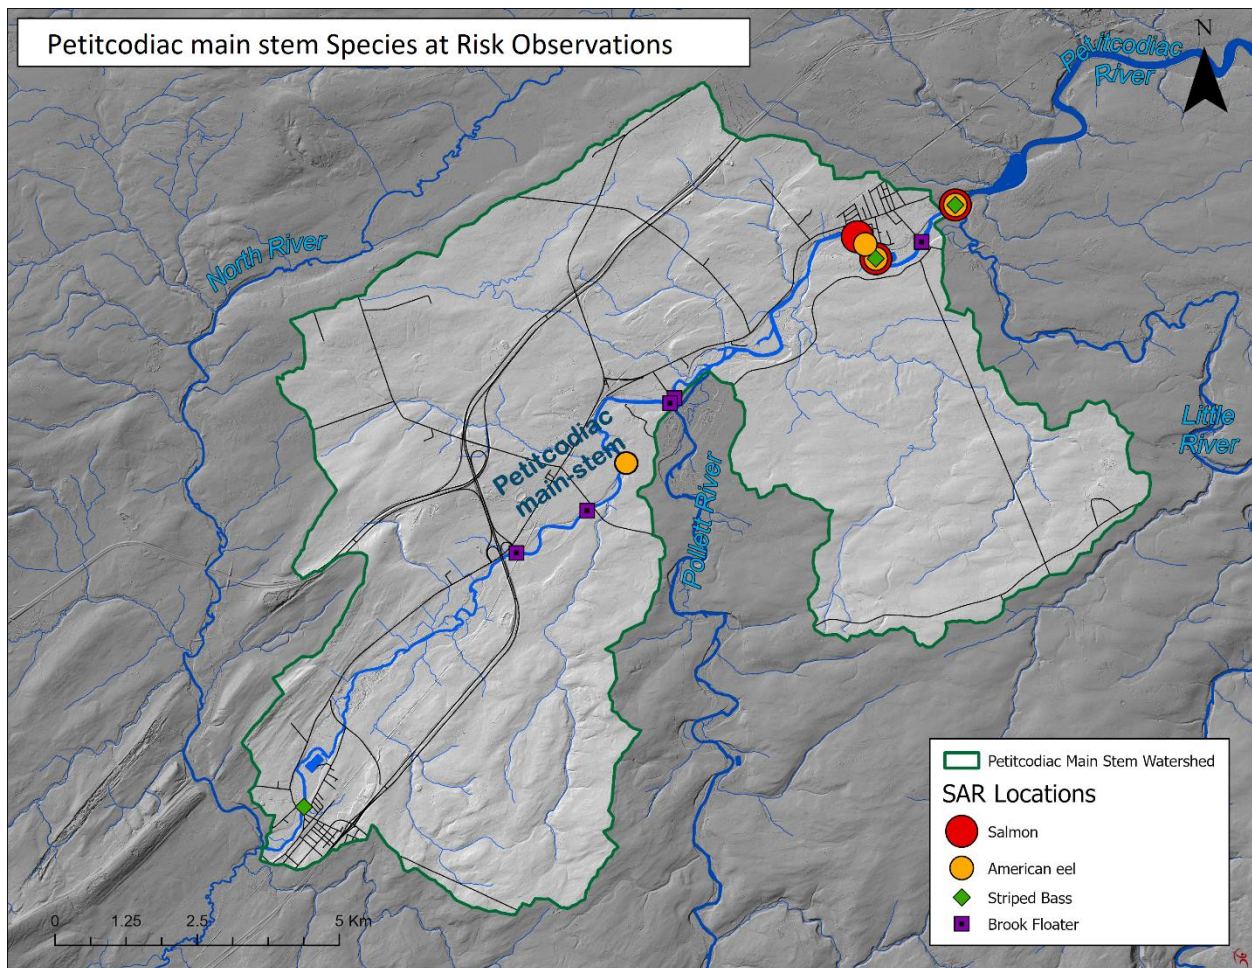 Petitcodiac main stem Species at Risk Observations
N
Petitcodiac
River
North River
Little
River
Petitcodiac
main-stem
Pollett River
Petitcodiac Main Stem Watershed
SAR Locations
Salmon
American eel
Striped Bass
Brook Floater
0 1.25 2.5 5 Km